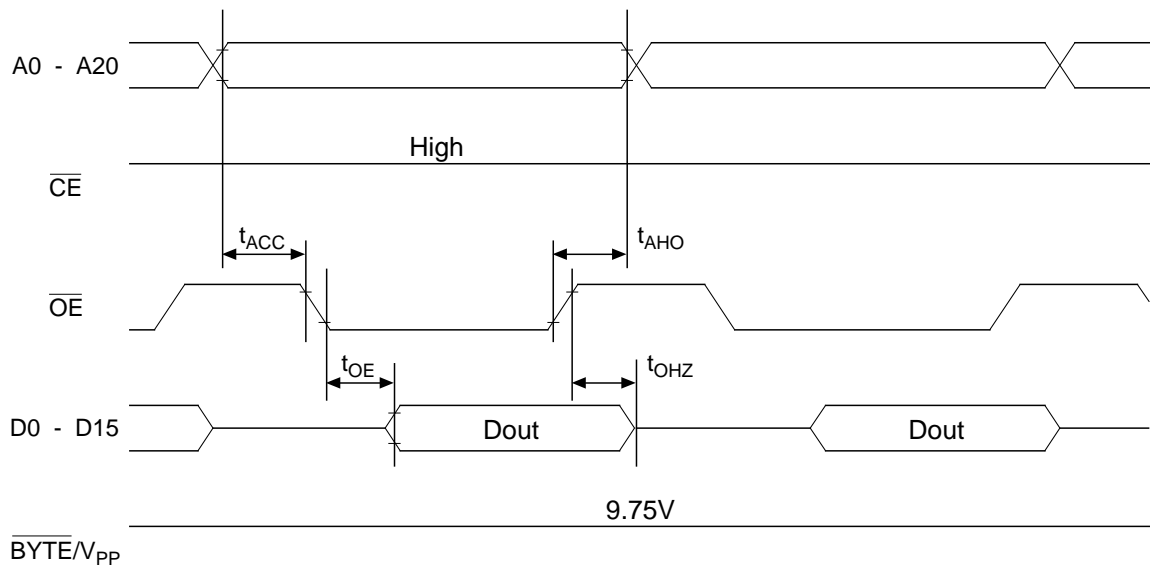 A0 - A20
High
CE
tACC
tAHO
OE
tOE
tOHZ
D0 - D15
Dout
Dout
9.75V
BYTE/VPP